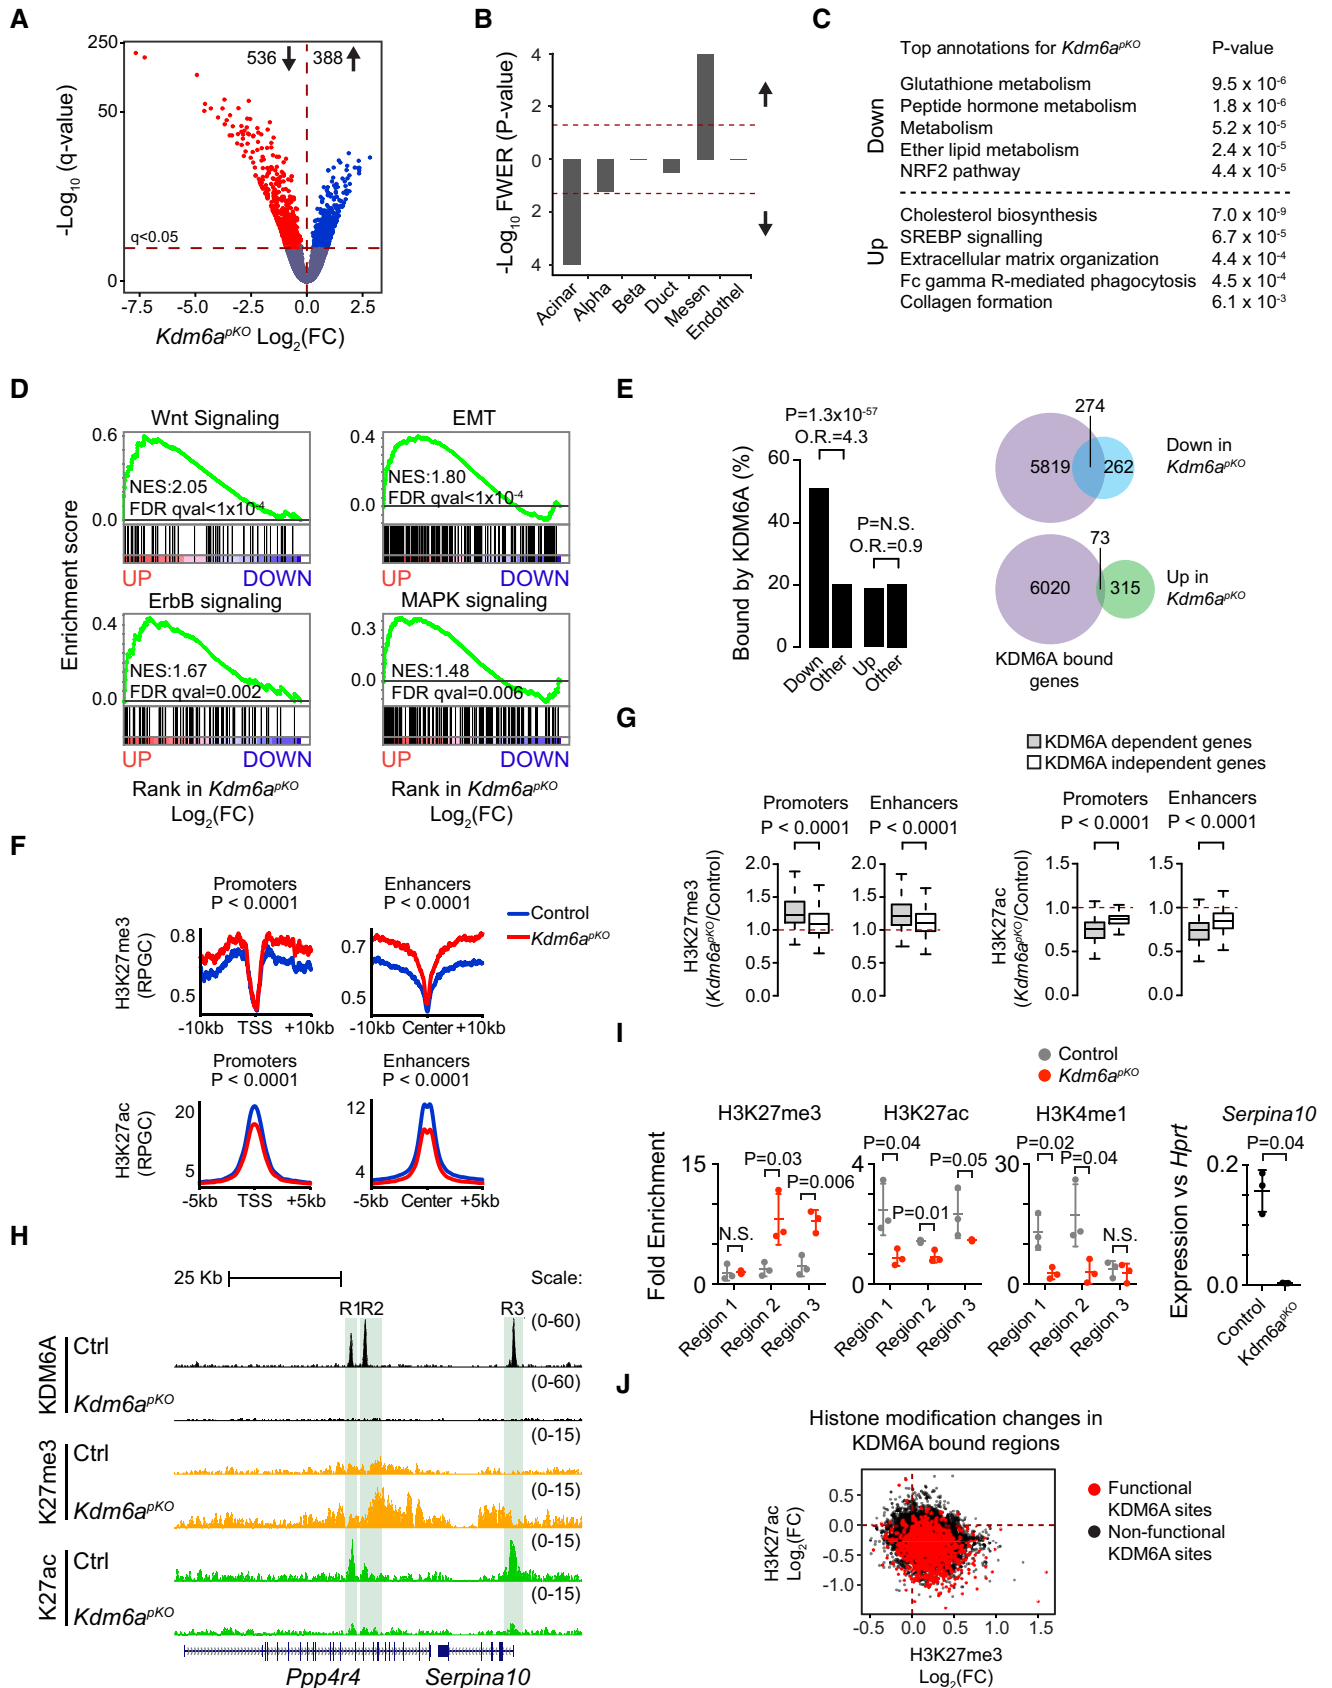 A
-Log10 (q-value)
250
50
0
536
388
q<0.05
-7.5 -5.0 -2.5 0.0 2.5
Kdm6apKO Log2(FC)
B
-Log10 FWER (P-value)
4
2
0
2
4
Acinar
Alpha
Beta
Duct
Mesen
Endothel
C
Top annotations for Kdm6apKO P-value
Down
Glutathione metabolism 9.5 x 10-6
Peptide hormone metabolism 1.8 x 10-6
Metabolism 5.2 x 10-5
Ether lipid metabolism 2.4 x 10-5
NRF2 pathway 4.4 x 10-5
Up
Cholesterol biosynthesis 7.0 x 10-9
SREBP signalling 6.7 x 10-5
Extracellular matrix organization 4.4 x 10-4
Fc gamma R-mediated phagocytosis 4.5 x 10-4
Collagen formation 6.1 x 10-3
D
Enrichment score
Wnt Signaling
0.6
0.0
NES:2.05
FDR qval<1x10-4
UP DOWN
EMT
0.4
0.0
NES:1.80
FDR qval<1x10-4
UP DOWN
ErbB signaling
0.4
0.0
NES:1.67
FDR qval=0.002
UP DOWN
MAPK signaling
0.3
0.0
NES:1.48
FDR qval=0.006
UP DOWN
Rank in Kdm6apKO
Log2(FC)
Rank in Kdm6apKO
Log2(FC)
E
Bound by KDM6A (%)
P=1.3x10-57
O.R.=4.3
P=N.S.
O.R.=0.9
60
40
20
0
Down
Other
Up
Other
274
5819
262
Down in
Kdm6apKO
73
6020
315
Up in
Kdm6apKO
KDM6A bound
genes
F
Control
Kdm6apKO
H3K27me3
(RPGC)
Promoters
P < 0.0001
0.8
0.5
-10kb TSS +10kb
Enhancers
P < 0.0001
0.7
0.5
-10kb Center +10kb
H3K27ac
(RPGC)
Promoters
P < 0.0001
20
5
-5kb TSS +5kb
Enhancers
P < 0.0001
12
4
-5kb Center +5kb
G
KDM6A dependent genes
KDM6A independent genes
H3K27me3
(Kdm6apKO/Control)
Promoters
P < 0.0001
2.0
1.5
1.0
0.5
0.0
Enhancers
P < 0.0001
2.0
1.5
1.0
0.5
0.0
H3K27ac
(Kdm6apKO/Control)
Promoters
P < 0.0001
1.5
1.0
0.5
0.0
Enhancers
P < 0.0001
1.5
1.0
0.5
0.0
H
25 Kb
Scale:
R1 R2 R3
KDM6A
Ctrl (0-60)
Kdm6apKO (0-60)
K27me3
Ctrl (0-15)
Kdm6apKO (0-15)
K27ac
Ctrl (0-15)
Kdm6apKO (0-15)
Ppp4r4 Serpina10
I
Control
Kdm6apKO
Fold Enrichment
H3K27me3
15
0
N.S.
P=0.03
P=0.006
Region 1
Region 2
Region 3
H3K27ac
4
0
P=0.04
P=0.01
P=0.05
Region 1
Region 2
Region 3
H3K4me1
30
0
P=0.02
P=0.04
N.S.
Region 1
Region 2
Region 3
Serpina10
Expression vs Hprt
P=0.04
0.2
0.0
Control
Kdm6apKO
J
Histone modification changes in
KDM6A bound regions
H3K27ac
Log2(FC)
0.5
0.0
-0.5
-1.0
-0.5 0.0 0.5 1.0 1.5
H3K27me3
Log2(FC)
Functional
KDM6A sites
Non-functional
KDM6A sites